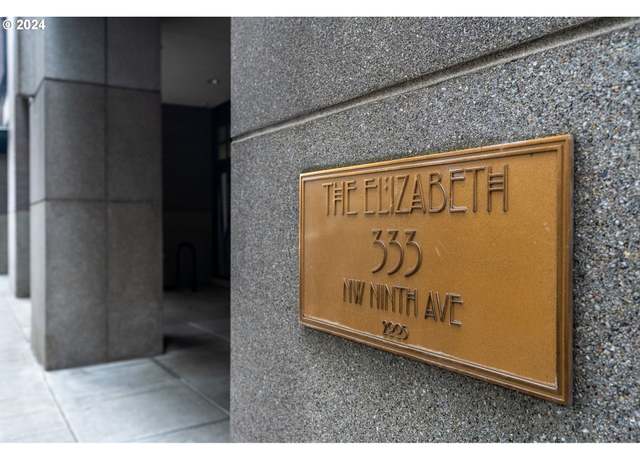 © 2024
THE ELIZABETH
333
NW NINTH AVE